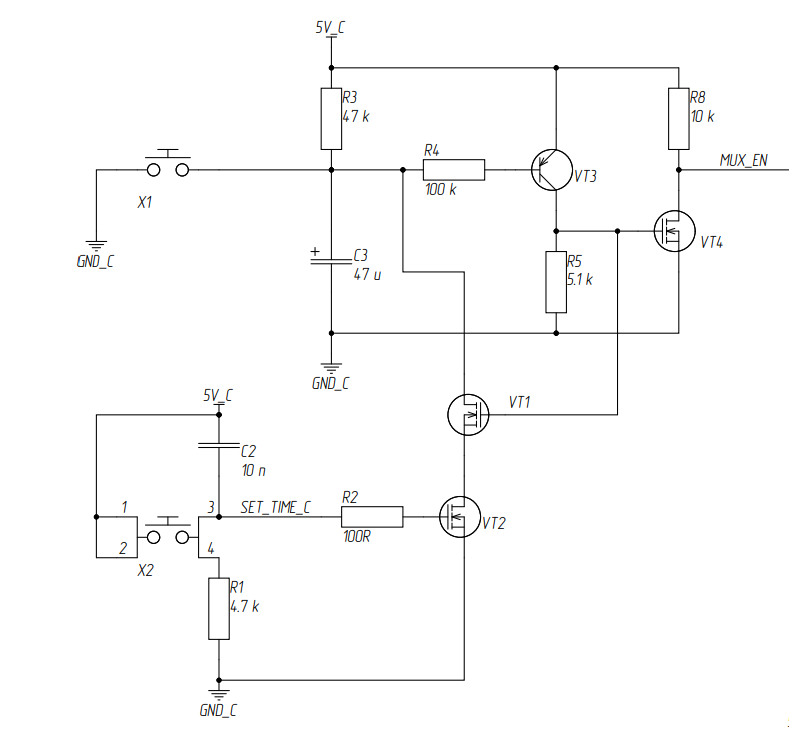 5V_C
R3
47 k
R8
10 k
R4
100 k
MUX_EN
VT3
X1
VT4
GND_C
+
C3
47 u
R5
5.1 k
GND_C
5V_C
VT1
C2
10 n
1
3
SET_TIME_C
R2
100R
VT2
2
4
X2
R1
4.7 k
GND_C